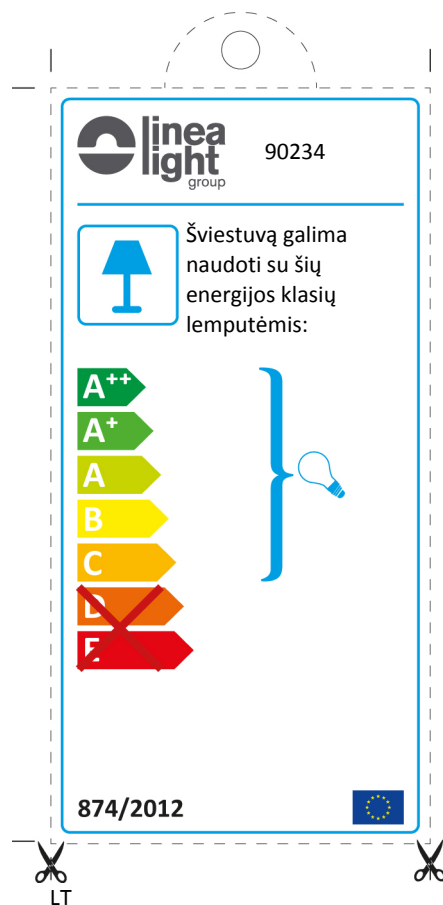 linea
light
group
90234
Šviestuvą galima
naudoti su šių
energijos klasių
lemputėmis:
A++
A+
A
B
C
D
E
874/2012
LT